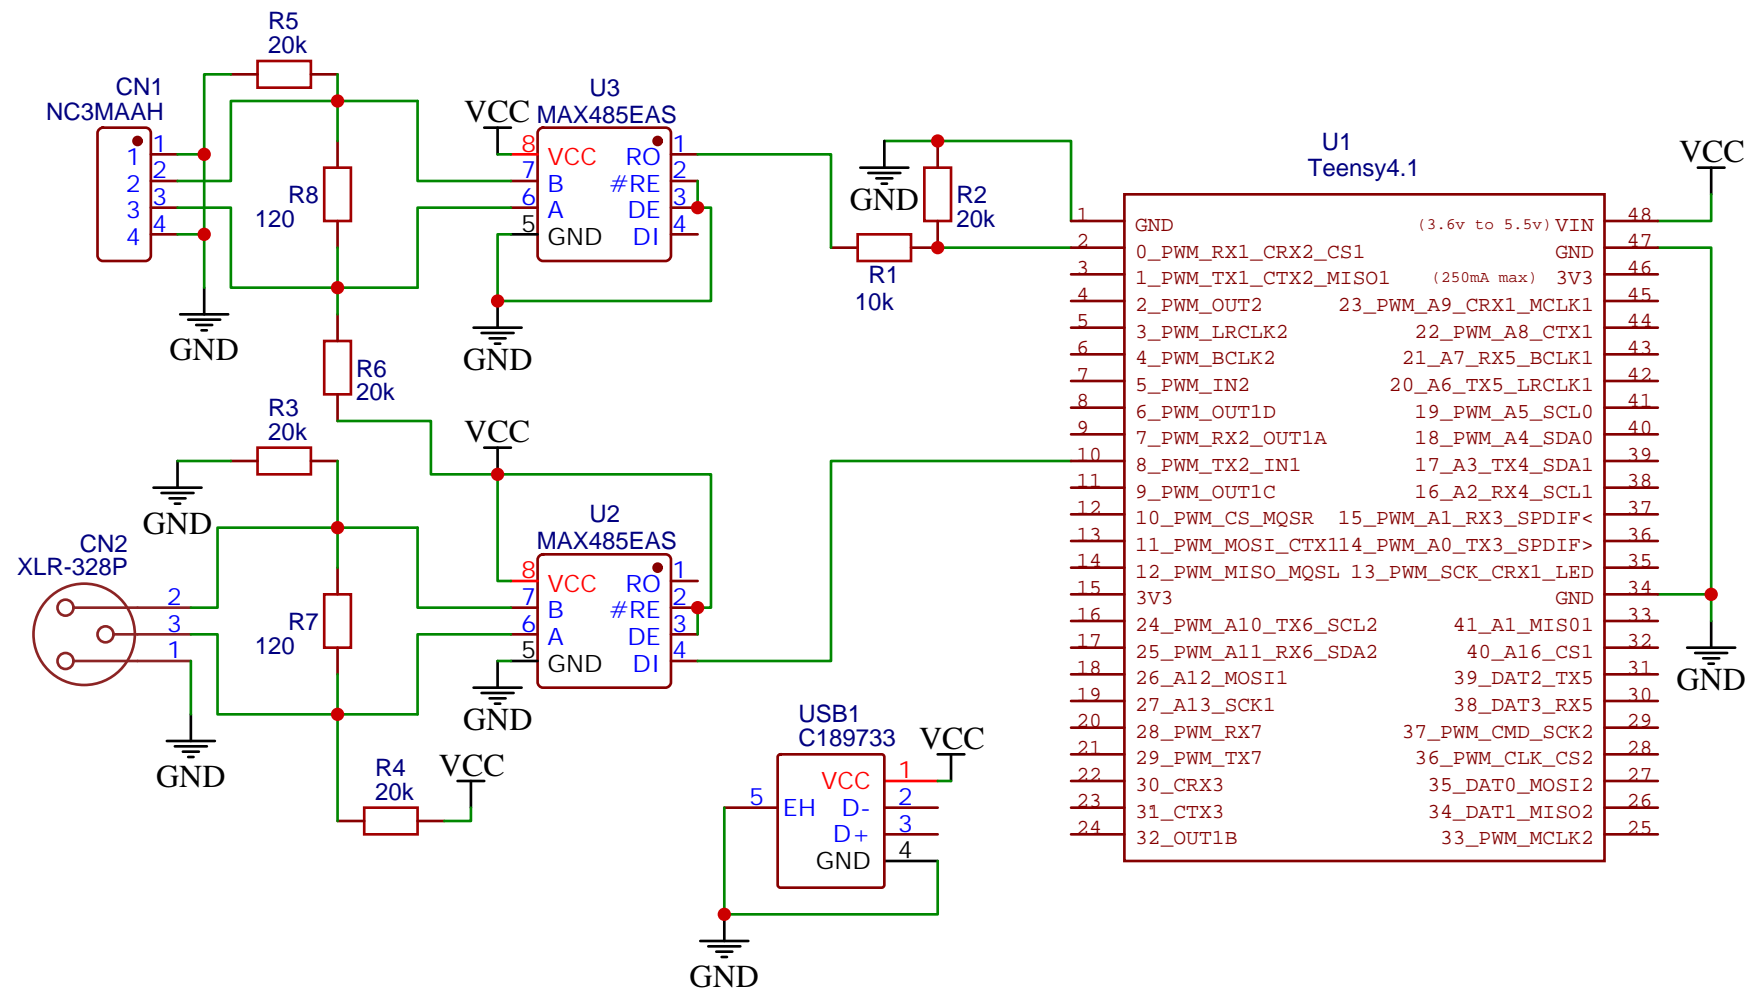 R5
20k
CN1
NC3MAAH
1 1
2 2
3 3
4 4
GND
R8
120
R6
20k
VCC
U3
MAX485EAS
8 VCC RO 1
7 B #RE 2
6 A DE 3
5 GND DI 4
GND
GND
R2
20k
R1
10k
R3
20k
GND
CN2
XLR-328P
2
3
1
GND
R7
120
R4
20k
VCC
VCC
U2
MAX485EAS
8 VCC RO 1
7 B #RE 2
6 A DE 3
5 GND DI 4
GND
USB1
C189733
VCC
VCC 1
5 EH D- 2
D+ 3
GND 4
GND
U1
Teensy4.1
VCC
1 GND (3.6v to 5.5v) VIN 48
2 0_PWM_RX1_CRX2_CS1 GND 47
3 1_PWM_TX1_CTX2_MISO1 (250mA max) 3V3 46
4 2_PWM_OUT2 23_PWM_A9_CRX1_MCLK1 45
5 3_PWM_LRCLK2 22_PWM_A8_CTX1 44
6 4_PWM_BCLK2 21_A7_RX5_BCLK1 43
7 5_PWM_IN2 20_A6_TX5_LRCLK1 42
8 6_PWM_OUT1D 19_PWM_A5_SCL0 41
9 7_PWM_RX2_OUT1A 18_PWM_A4_SDA0 40
10 8_PWM_TX2_IN1 17_A3_TX4_SDA1 39
11 9_PWM_OUT1C 16_A2_RX4_SCL1 38
12 10_PWM_CS_MQSR 15_PWM_A1_RX3_SPDIF< 37
13 11_PWM_MOSI_CTX114_PWM_A0_TX3_SPDIF> 36
14 12_PWM_MISO_MQSL 13_PWM_SCK_CRX1_LED 35
15 3V3 GND 34
16 24_PWM_A10_TX6_SCL2 41_A1_MISO1 33
17 25_PWM_A11_RX6_SDA2 40_A16_CS1 32
18 26_A12_MOSI1 39_DAT2_TX5 31
19 27_A13_SCK1 38_DAT3_RX5 30
20 28_PWM_RX7 37_PWM_CMD_SCK2 29
21 29_PWM_TX7 36_PWM_CLK_CS2 28
22 30_CRX3 35_DAT0_MOSI2 27
23 31_CTX3 34_DAT1_MISO2 26
24 32_OUT1B 33_PWM_MCLK2 25
GND